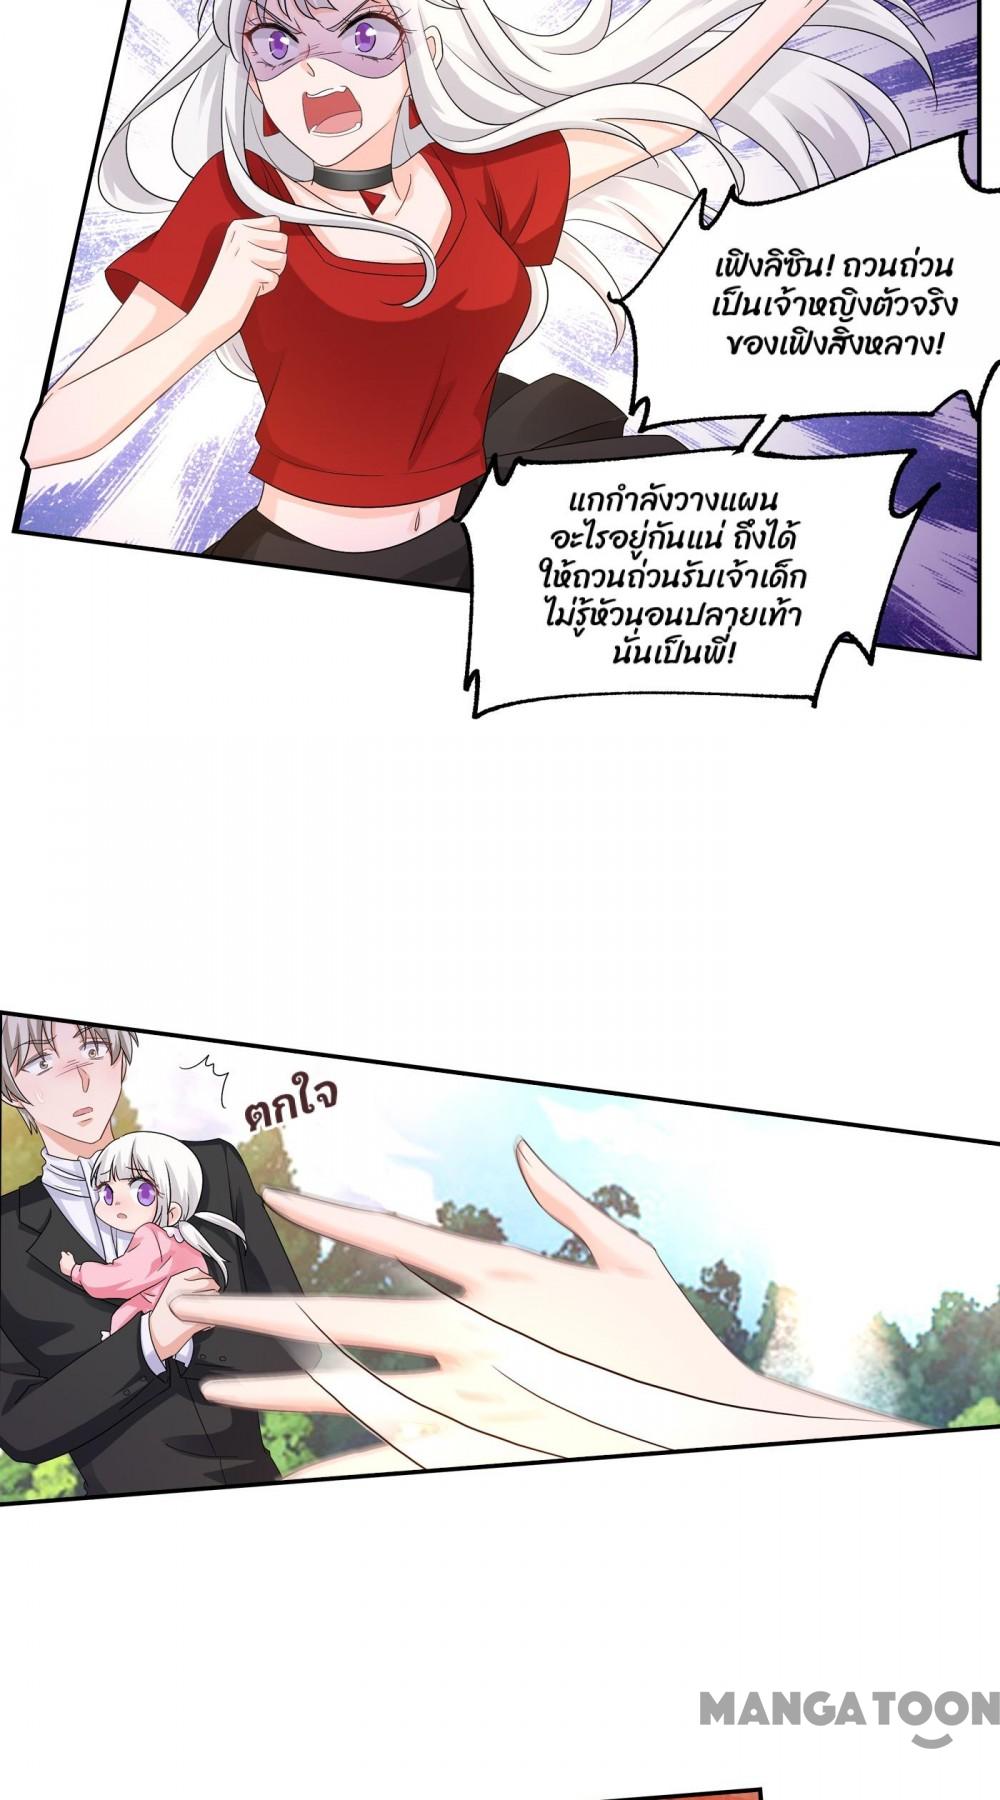 เฟิงลิซิน! ถวนถ่วน
เป็นเจ้าหญิงตัวจริง
ของเฟิงสิงหลาง!
แกกำลังวางแผน
อะไรอยู่กันแน่ ถึงได้
ให้ถวนถ่วนรับเจ้าเด็ก
ไม่รู้หัวนอนปลายเท้า
นั่นเป็นพี่!
ตกใจ
MANGATOON